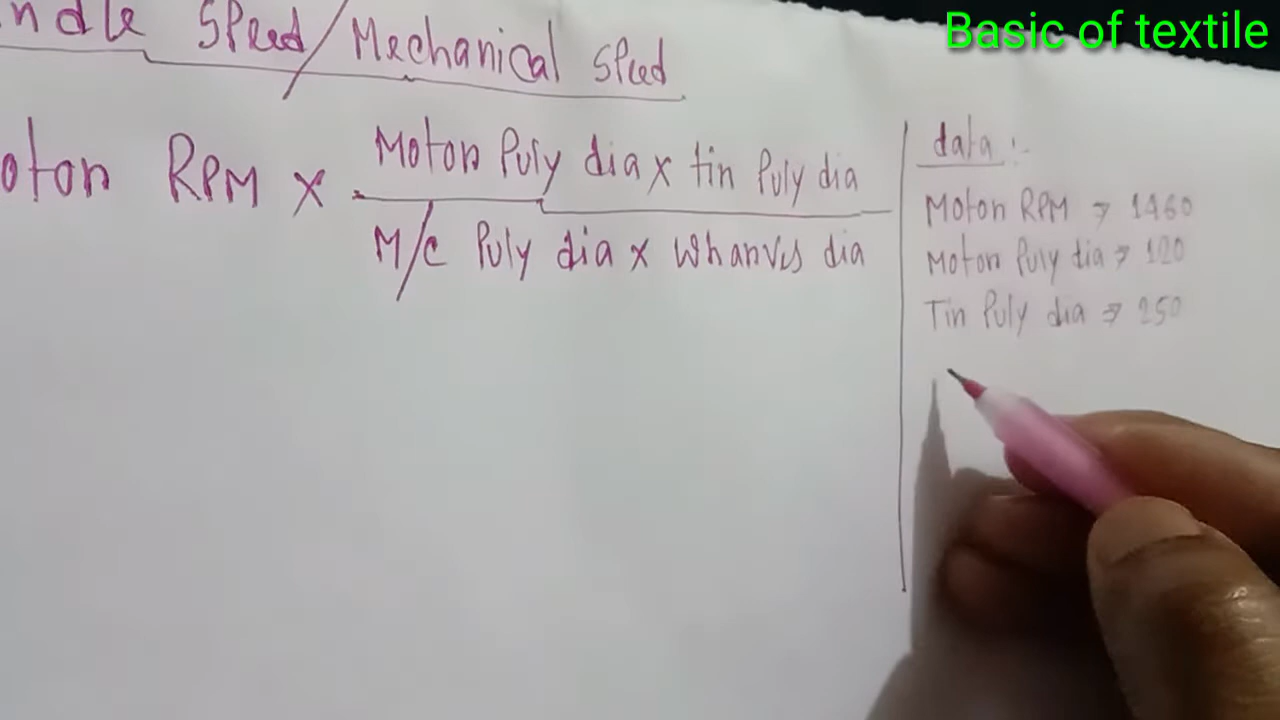 Basic of textile
ndle Speed/Mechanical Speed
oton RPM × Moton Puly dia × tin Puly dia
M/c Puly dia × Whanves dia
data :-
Moton RPM ⇒ 1460
Moton Puly dia ⇒ 120
Tin Puly dia ⇒ 250